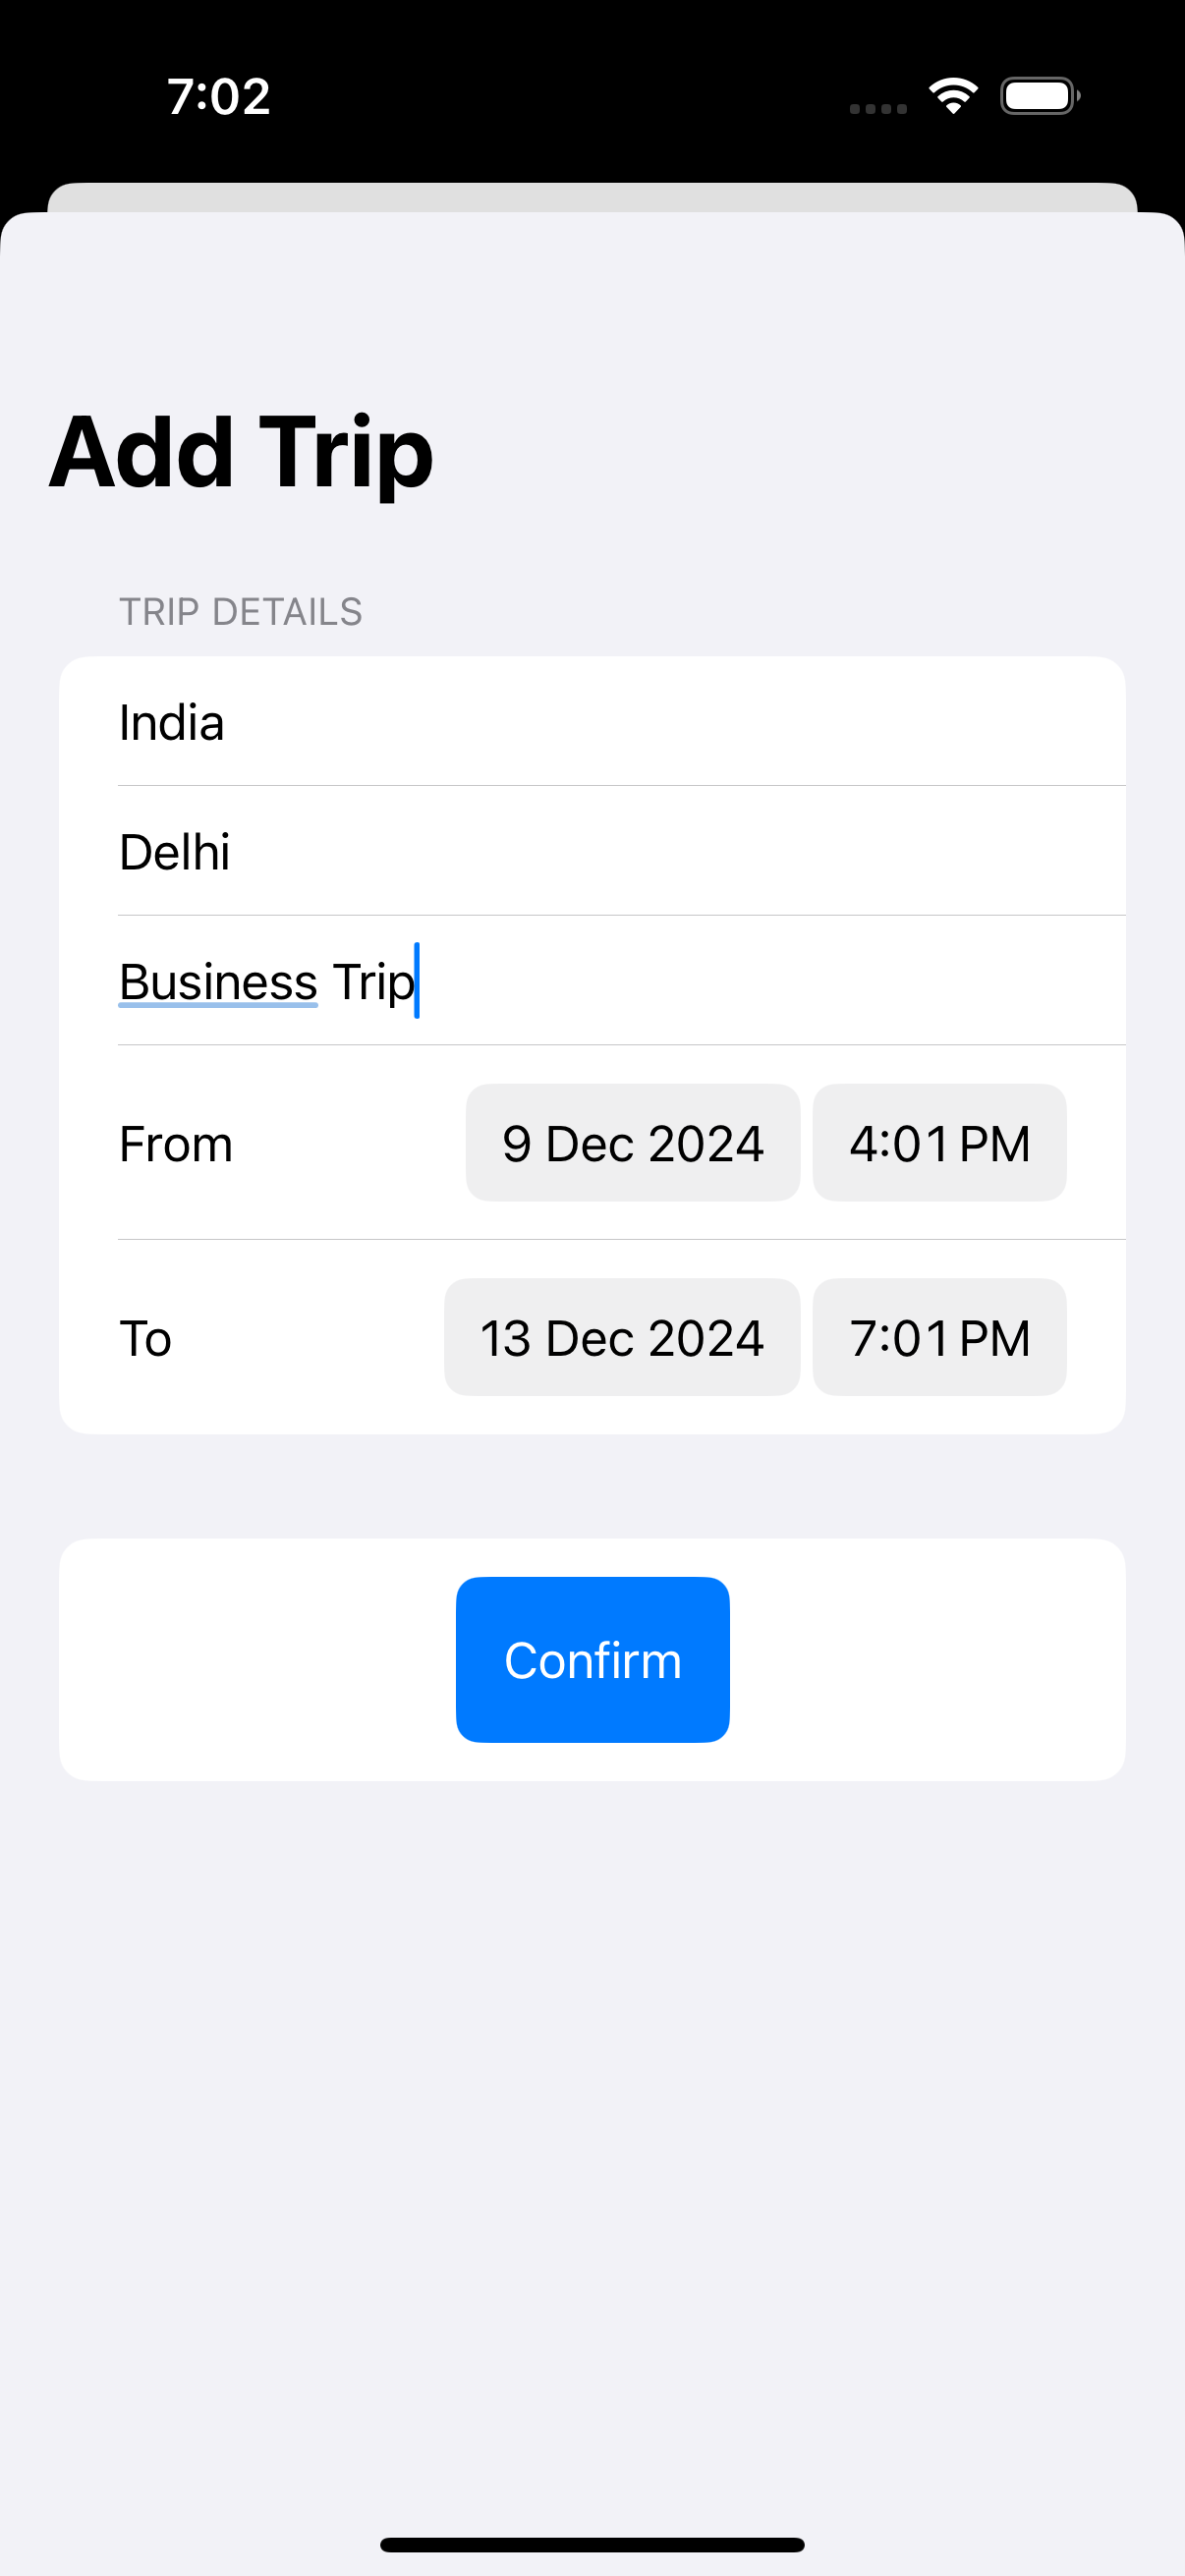 7:02
Add Trip
TRIP DETAILS
India
Delhi
Business Trip
From 9 Dec 2024 4:01 PM
To 13 Dec 2024 7:01 PM
Confirm